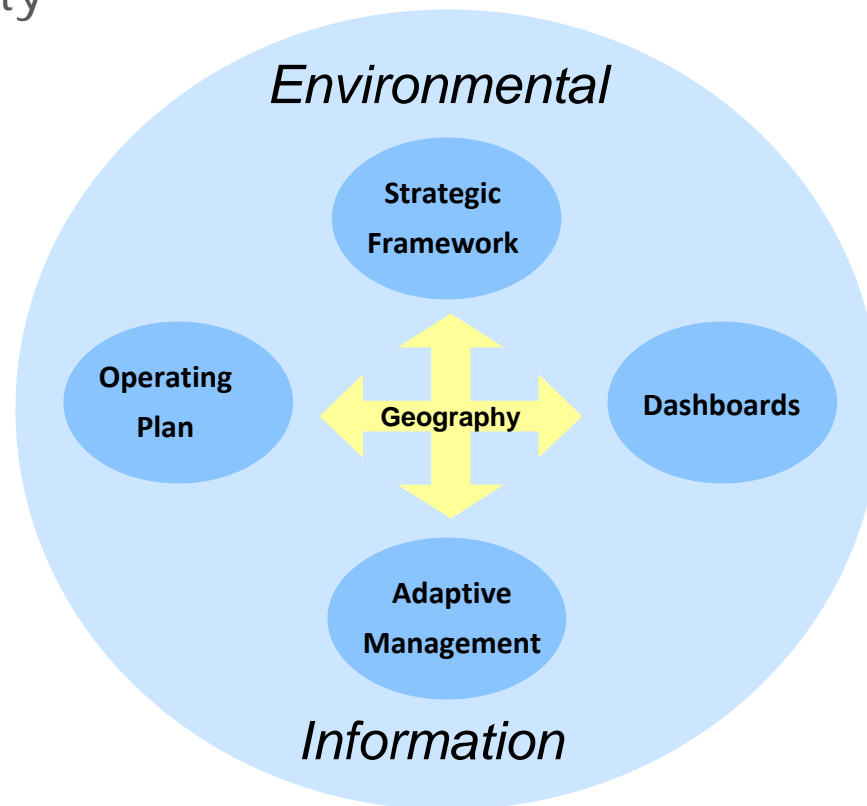 Environmental
Strategic
Framework
Operating
Plan
Geography
Dashboards
Adaptive
Management
Information